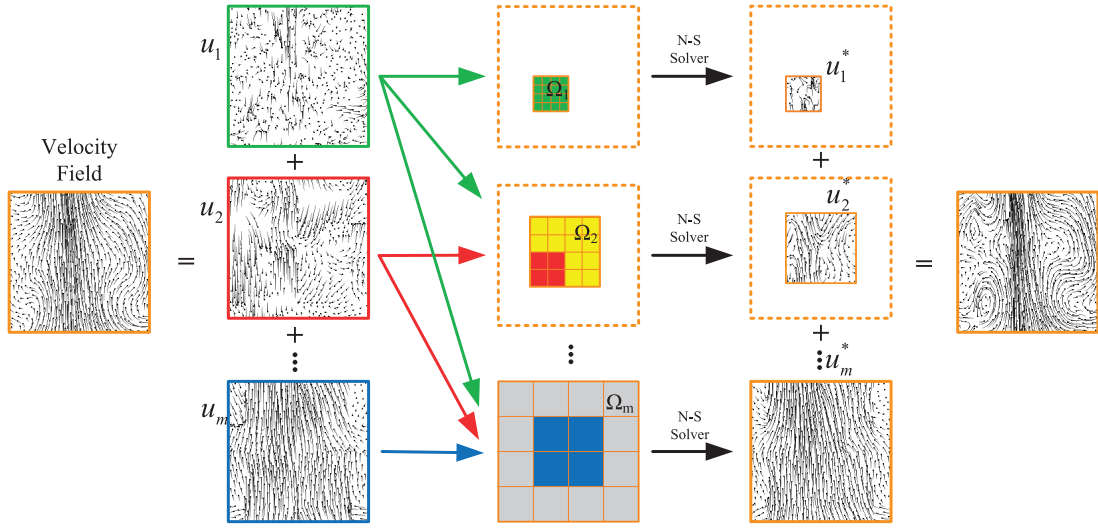 Velocity
Field
=
u1
+
u2
+
⋮
um
Ω1
Ω2
⋮
Ωm
N-S
Solver
N-S
Solver
N-S
Solver
u1*
+
u2*
+
⋮
um*
=